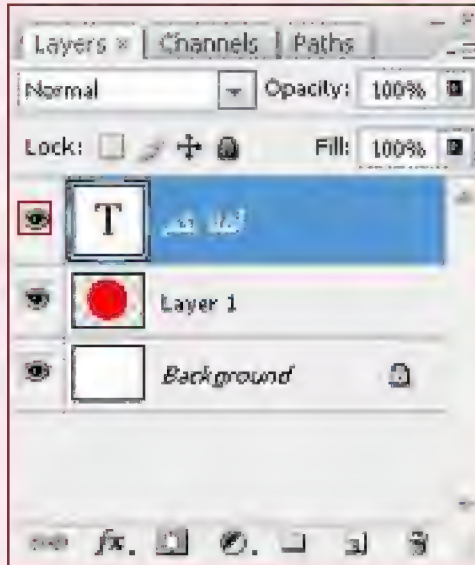 Layers × Channels Paths
Normal Opacity: 100%
Lock: Fill: 100%
T
Layer 1
Background
fx.